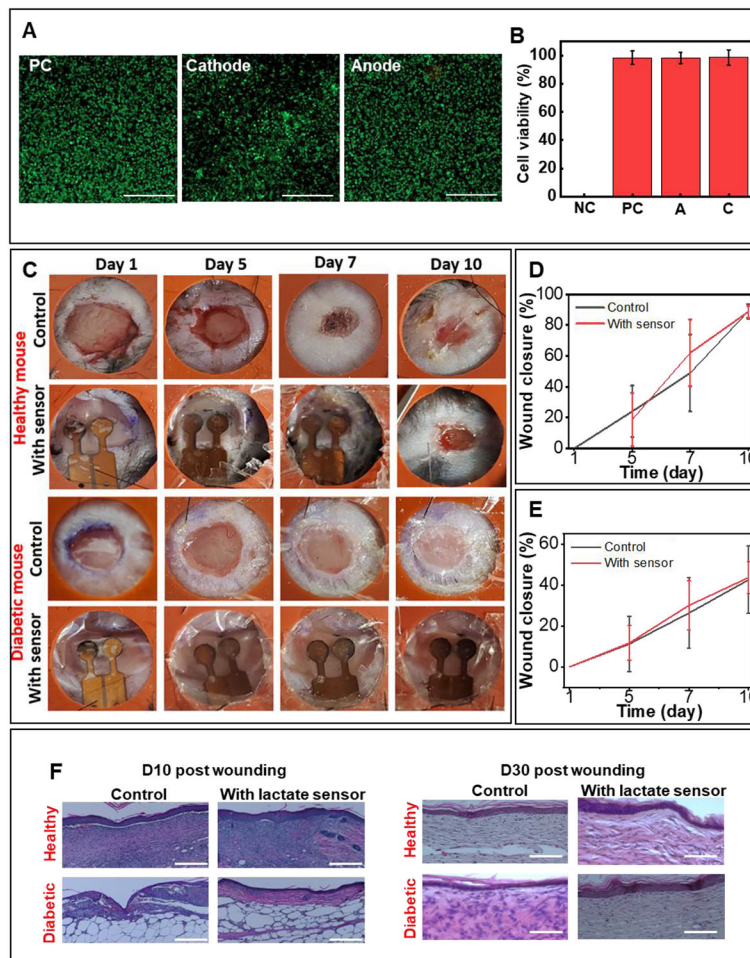 A
PC
Cathode
Anode
B
Cell viability (%)
100
80
60
40
20
0
NC
PC
A
C
C
Day 1
Day 5
Day 7
Day 10
Healthy mouse
Control
With sensor
Diabetic mouse
Control
With sensor
D
Wound closure (%)
100
80
60
40
20
0
Control
With sensor
1
5
7
10
Time (day)
E
Wound closure (%)
60
40
20
0
Control
With sensor
1
5
7
Time (day)
F
D10 post wounding
Control
With lactate sensor
Healthy
Diabetic
D30 post wounding
Control
With lactate sensor
Healthy
Diabetic